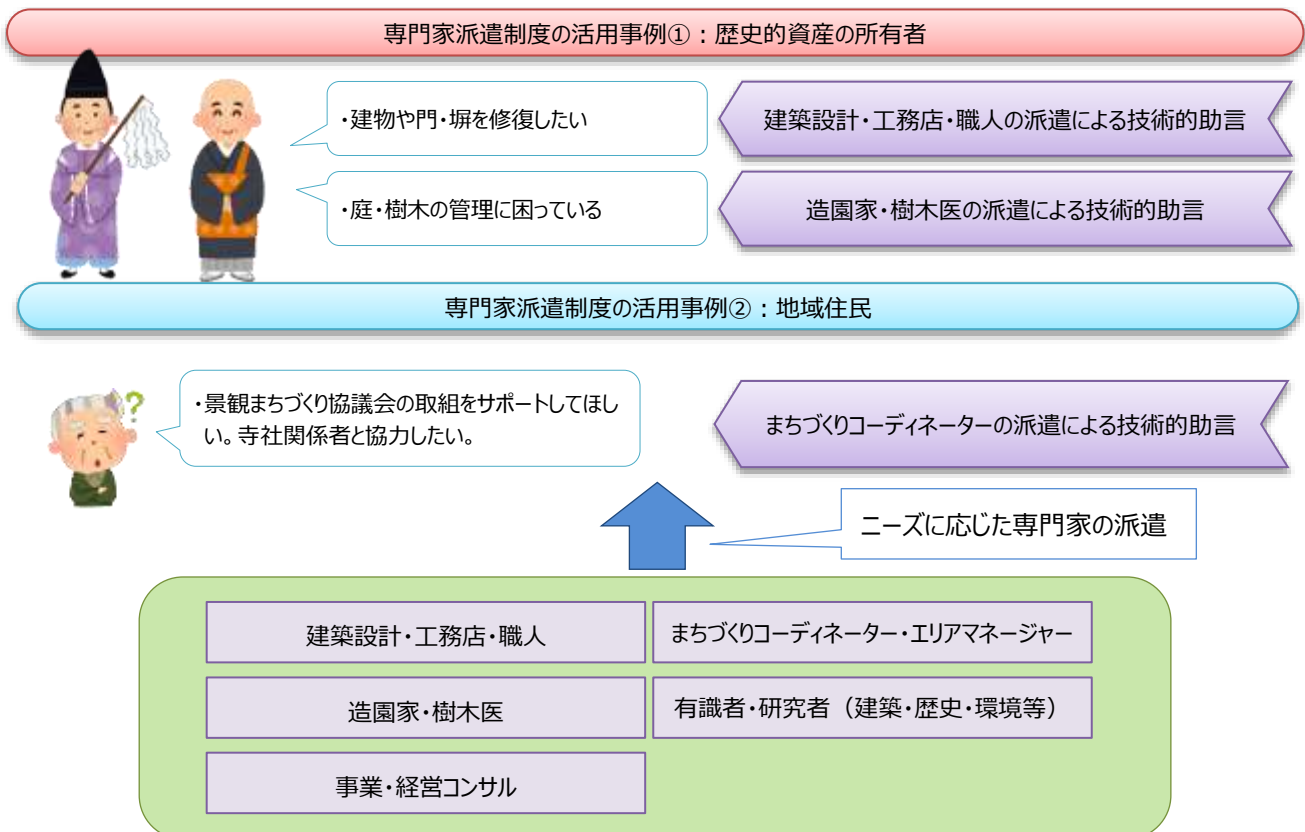 専門家派遣制度の活用事例①：歴史的資産の所有者
・建物や門・塀を修復したい
建築設計・工務店・職人の派遣による技術的助言
・庭・樹木の管理に困っている
造園家・樹木医の派遣による技術的助言
専門家派遣制度の活用事例②：地域住民
?
・景観まちづくり協議会の取組をサポートしてほし
い。寺社関係者と協力したい。
まちづくりコーディネーターの派遣による技術的助言
ニーズに応じた専門家の派遣
建築設計・工務店・職人
まちづくりコーディネーター・エリアマネージャー
造園家・樹木医
有識者・研究者（建築・歴史・環境等）
事業・経営コンサル